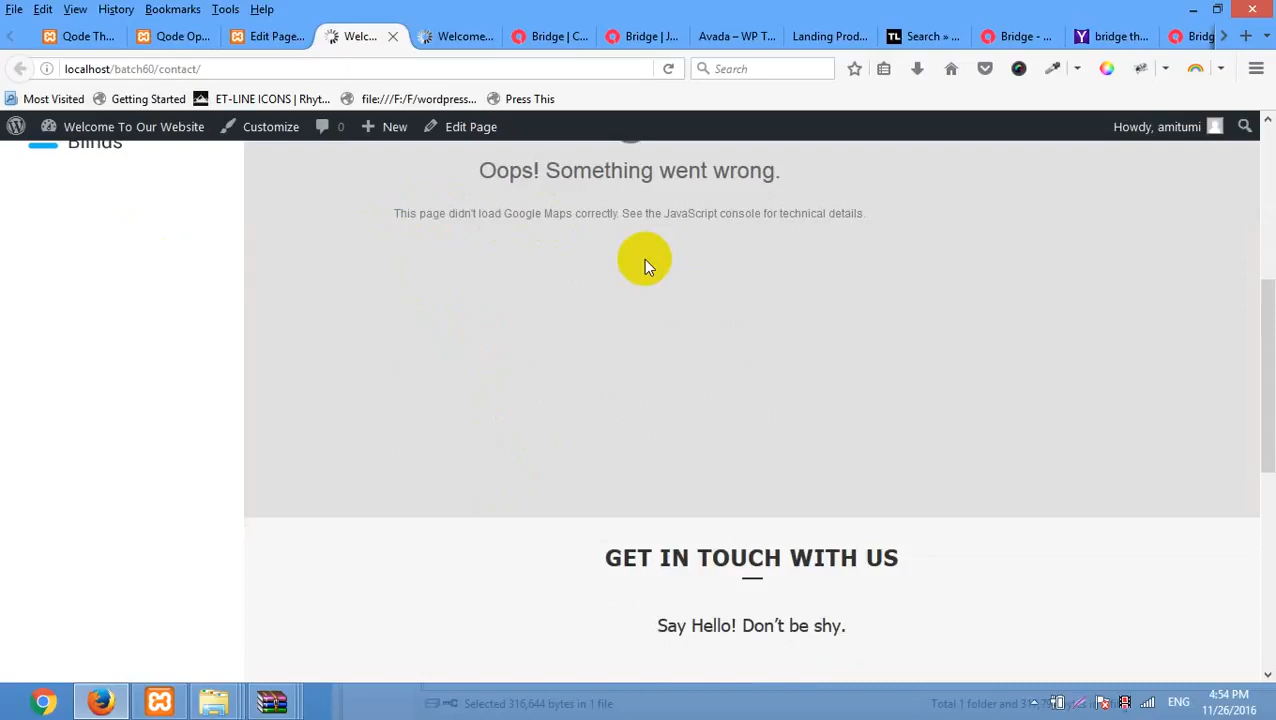 File Edit View History Bookmarks Tools Help
Qode Th... Qode Op... Edit Page... Welc... Welcome... Bridge | C... Bridge | J... Avada – WP T... Landing Prod... TL Search » ... Bridge - ... bridge th... Bridg
localhost/batch60/contact/ Search
Most Visited Getting Started ET-LINE ICONS | Rhyt... file:///F:/F/wordpress... Press This
Welcome To Our Website Customize 0 New Edit Page Howdy, amitumi
Blinds
Oops! Something went wrong.
This page didn't load Google Maps correctly. See the JavaScript console for technical details.
GET IN TOUCH WITH US
Say Hello! Don't be shy.
Selected 316,644 bytes in 1 file
ENG 4:54 PM
11/26/2016